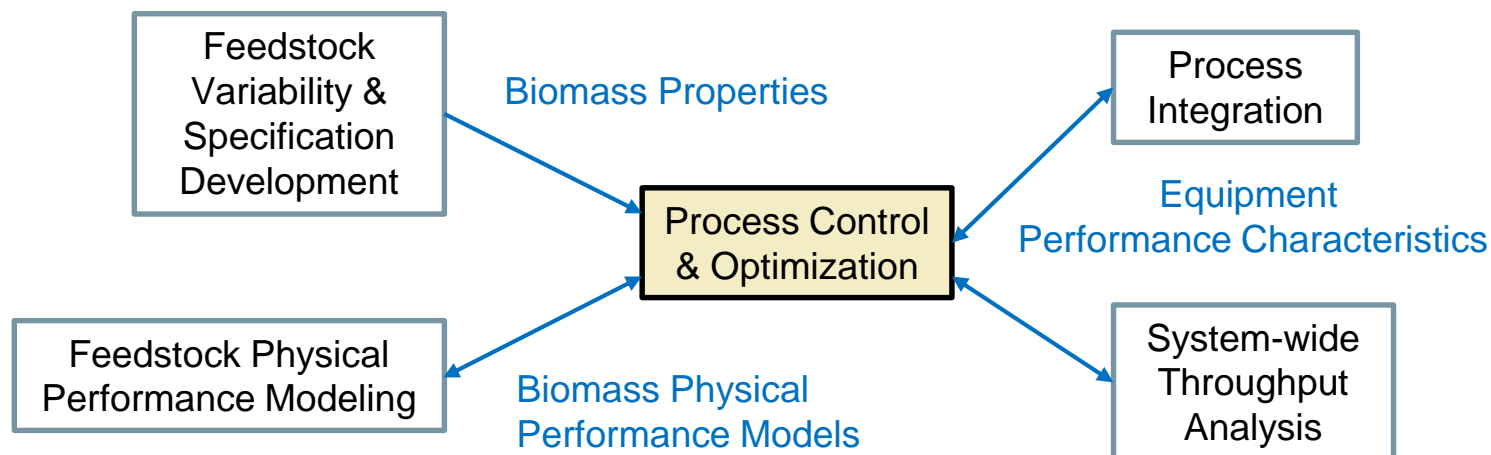 Feedstock
Variability &
Specification
Development
Biomass Properties
Process
Integration
Process Control
& Optimization
Equipment
Performance Characteristics
Feedstock Physical
Performance Modeling
Biomass Physical
Performance Models
System-wide
Throughput
Analysis